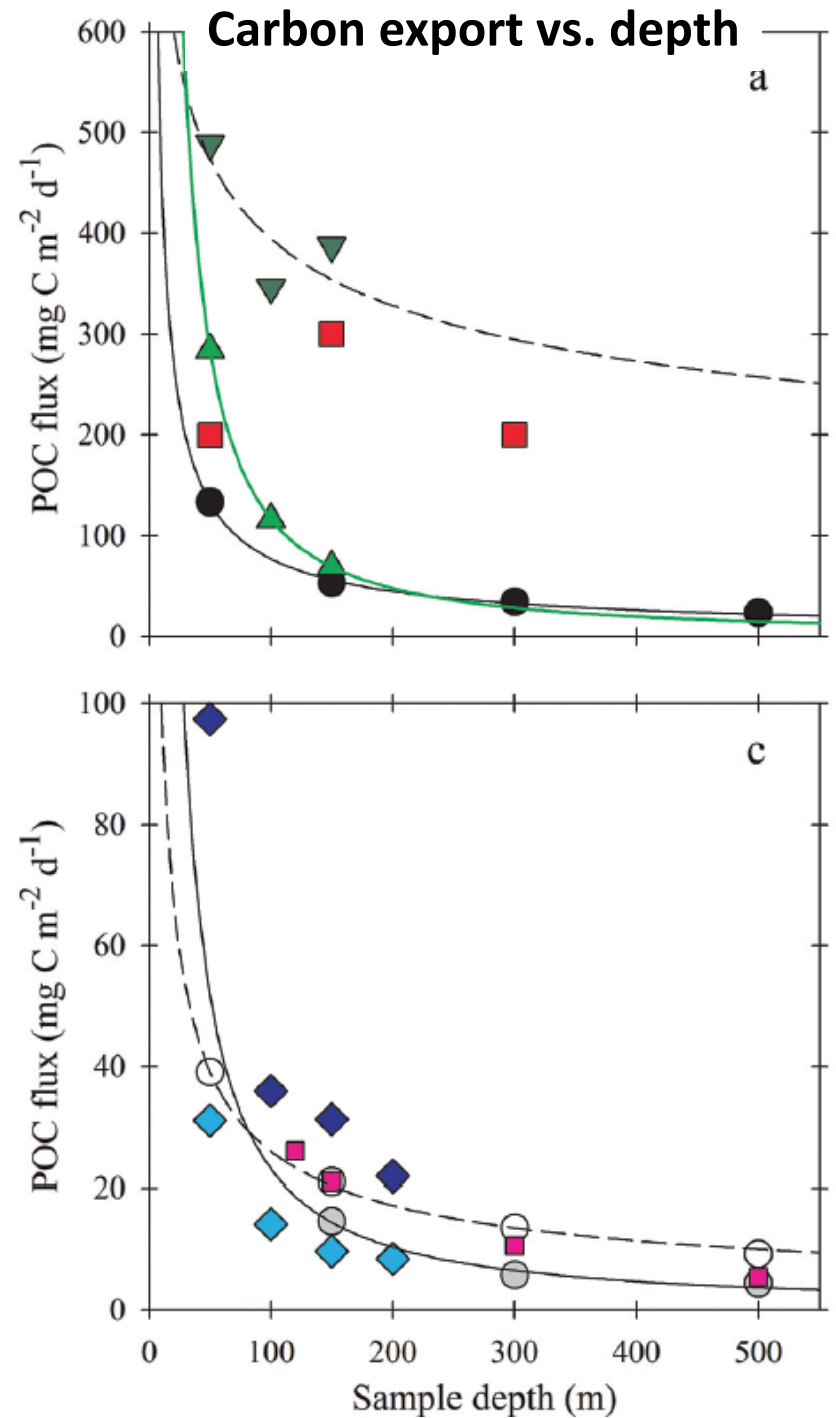 Carbon export vs. depth
a
600
500
400
300
200
100
0
POC flux (mg C m⁻² d⁻¹)
c
100
80
60
40
20
0
POC flux (mg C m⁻² d⁻¹)
0 100 200 300 400 500
Sample depth (m)